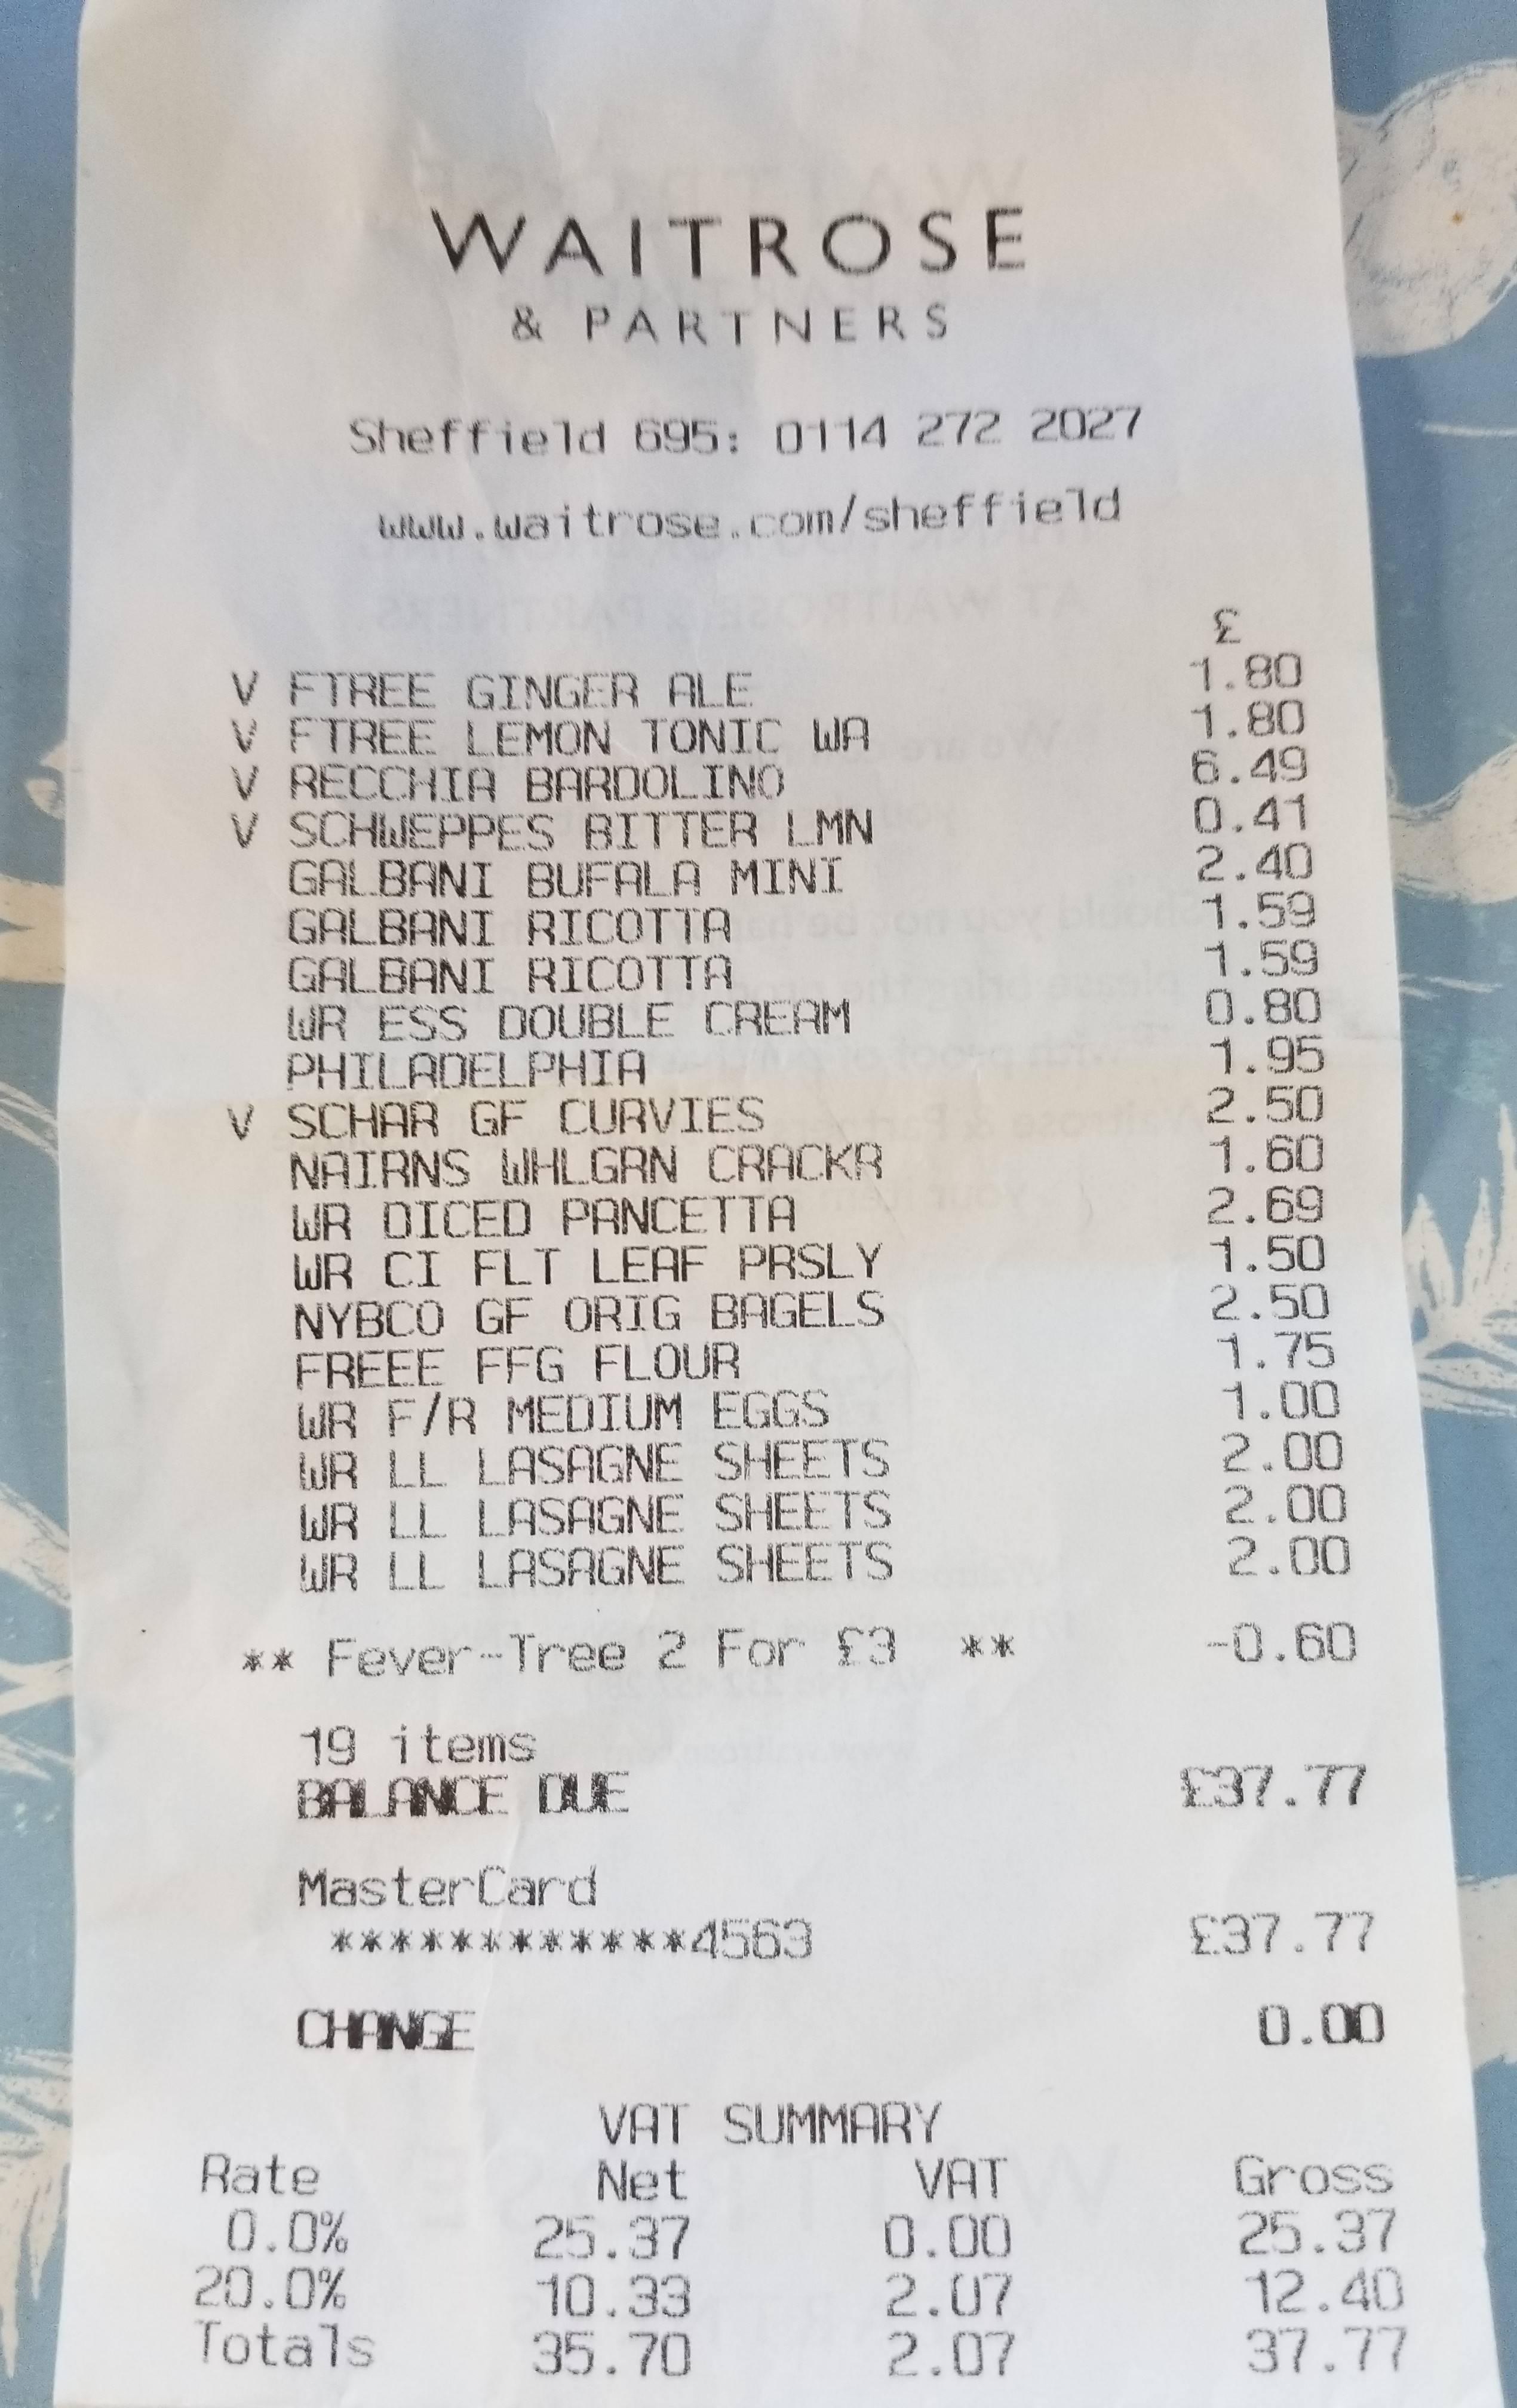 WAITROSE
& PARTNERS
Sheffield 695: 0114 272 2027
www.waitrose.com/sheffield
£
V FTREE GINGER ALE 1.80
V FTREE LEMON TONIC WA 1.80
V RECCHIA BARDOLINO 6.49
V SCHWEPPES BITTER LMN 0.41
GALBANI BUFALA MINI 2.40
GALBANI RICOTTA 1.59
GALBANI RICOTTA 1.59
WR ESS DOUBLE CREAM 0.80
PHILADELPHIA 1.95
V SCHAR GF CURVIES 2.50
NAIRNS WHLGRN CRACKR 1.60
WR DICED PANCETTA 2.69
WR CI FLT LEAF PRSLY 1.50
NYBCO GF ORIG BAGELS 2.50
FREEE FFG FLOUR 1.75
WR F/R MEDIUM EGGS 1.00
WR LL LASAGNE SHEETS 2.00
WR LL LASAGNE SHEETS 2.00
WR LL LASAGNE SHEETS 2.00
** Fever-Tree 2 For £3 ** -0.60
19 items
BALANCE DUE £37.77
MasterCard
************4563 £37.77
CHANGE 0.00
VAT SUMMARY
Rate Net VAT Gross
0.0% 25.37 0.00 25.37
20.0% 10.33 2.07 12.40
Totals 35.70 2.07 37.77